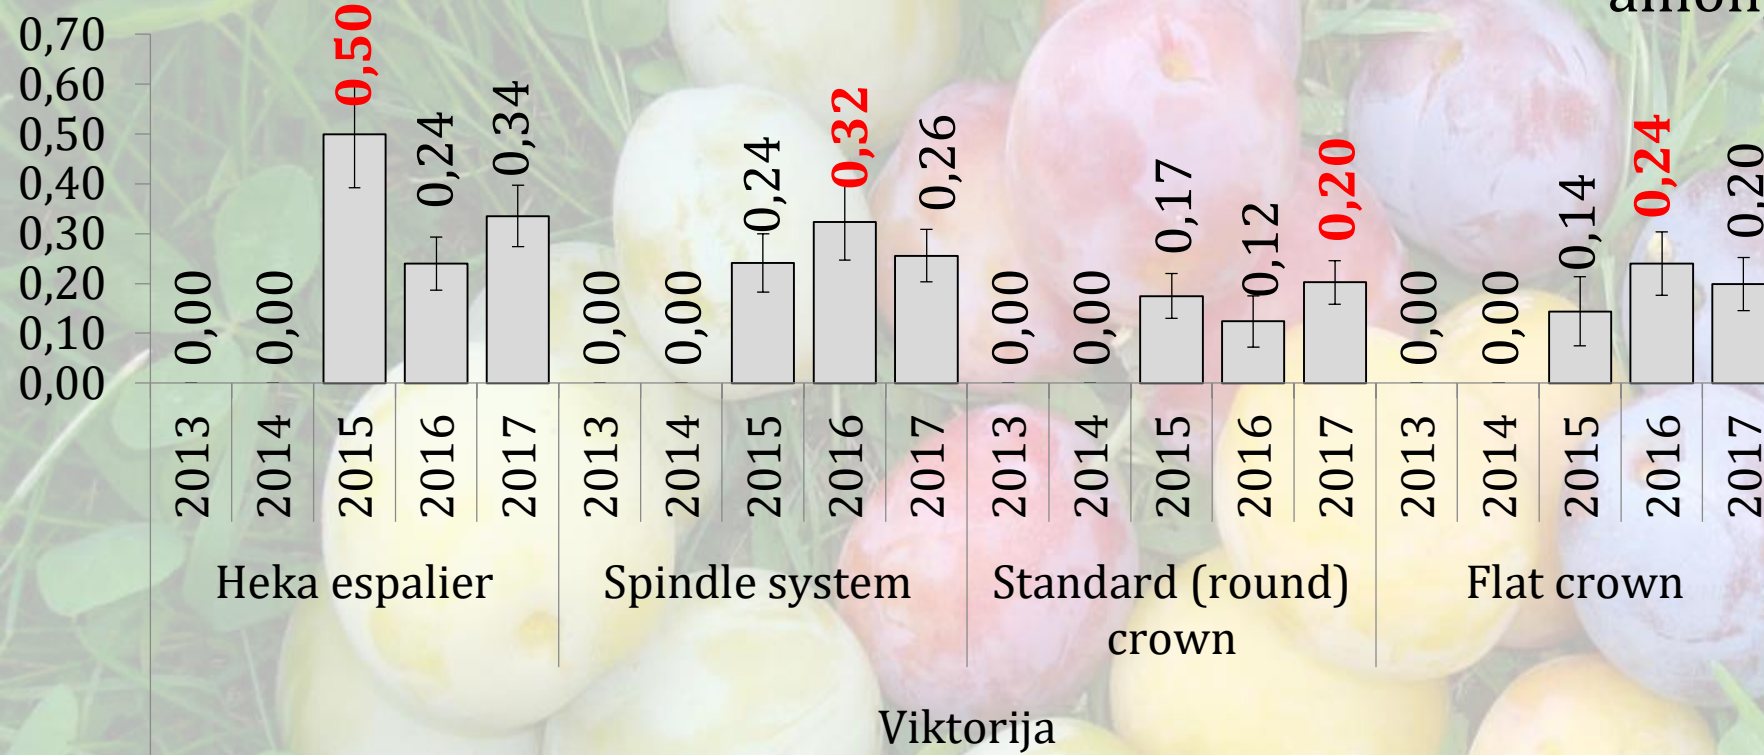 0,70
0,60
0,50
0,40
0,30
0,20
0,10
0,00
0,00 0,00 0,50 0,24 0,34 0,00 0,00 0,24 0,32 0,26 0,00 0,00 0,17 0,12 0,20 0,00 0,00 0,14 0,24 0,20
2013 2014 2015 2016 2017 2013 2014 2015 2016 2017 2013 2014 2015 2016 2017 2013 2014 2015 2016 2017
Heka espalier Spindle system Standard (round) Flat crown
crown
Viktorija